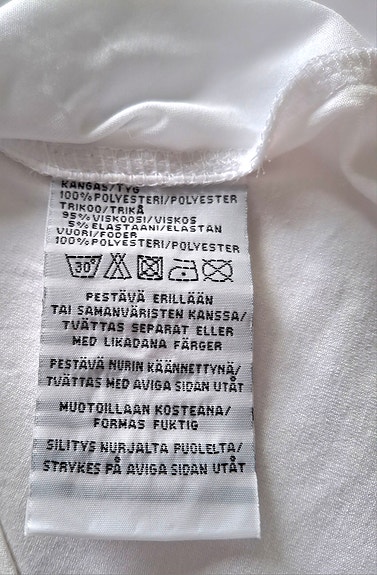 KANGAS/TYG
100%POLYESTERI/POLYESTER
TRIKOO/TRIKÅ
95%VISKOOSI/VISKOS
5%ELASTAANI/ELASTAN
VUORI/FODER
100%POLYESTERI/POLYESTER
30°
PESTÄVÄ ERILLÄÄN
TAI SAMANVÄRISTEN KANSSA/
TVÄTTAS SEPARAT ELLER
MED LIKADANA FÄRGER
PESTÄVÄ NURIN KÄÄNNETTYNÄ/
TVÄTTAS MED AVIGA SIDAN UTÅT
MUOTOILLAAN KOSTEANA/
FORMAS FUKTIG
SILITYS NURJALTA PUOLELTA/
STRYKES PÅ AVIGA SIDAN UTÅT